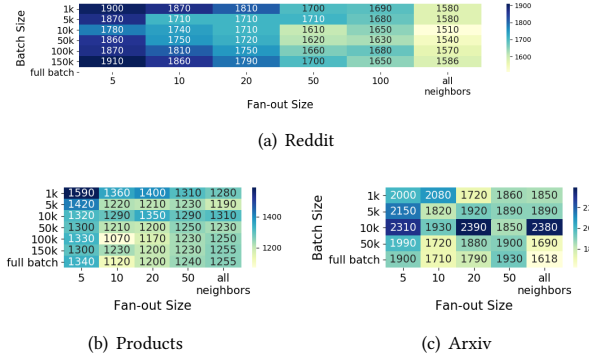 Batch Size
1k 1900 1870 1810 1700 1690 1580
5k 1870 1710 1710 1710 1680 1580
10k 1780 1740 1710 1610 1650 1510
50k 1860 1750 1720 1620 1630 1540
100k 1870 1810 1750 1660 1680 1570
150k 1910 1860 1790 1700 1650 1586
full batch
5 10 20 50 100 all
neighbors
Fan-out Size
1900
1800
1700
1600
(a) Reddit
1k 1590 1360 1400 1310 1280
5k 1420 1220 1210 1230 1190
10k 1320 1290 1350 1290 1310
50k 1300 1210 1200 1250 1230
100k 1330 1070 1170 1230 1250
150k 1300 1230 1200 1230 1255
full batch 1340 1120 1200 1240 1255
5 10 20 50 all
neighbors
Fan-out Size
1400
1200
(b) Products
Batch Size
1k 2000 2080 1720 1860 1850
5k 2150 1820 1920 1890 1890
10k 2310 1930 2390 1850 2380
50k 1990 1720 1880 1900 1690
full batch 1900 1710 1790 1930 1618
5 10 20 50 all
neighbors
Fan-out Size
(c) Arxiv